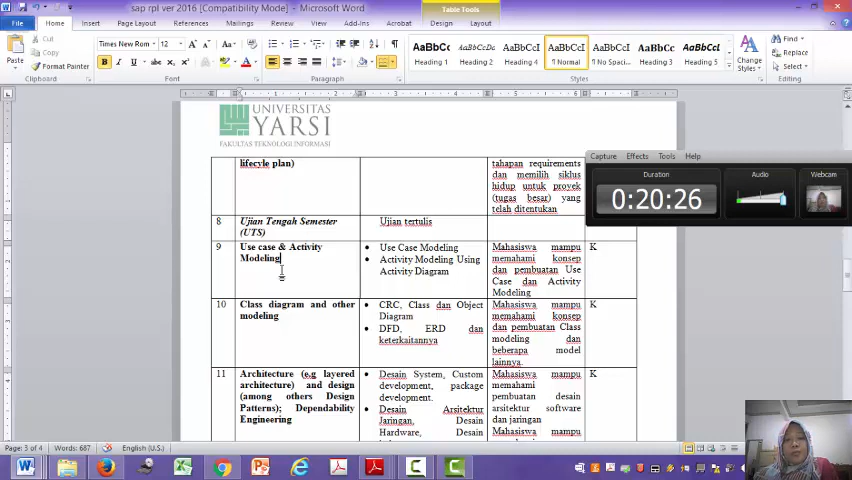 sap rpl ver 2016 [Compatibility Mode] - Microsoft Word
Table Tools
File
Home
Insert
Page Layout
References
Mailings
Review
View
Add-Ins
Acrobat
Design
Layout
Paste
Cut
Copy
Format Painter
Clipboard
Times New Rom
12
Font
Paragraph
Heading 1
Heading 2
Heading 4
¶ Normal
¶ No Spaci...
Heading 3
Heading 5
Change
Styles
Styles
Find
Replace
Select
Editing
UNIVERSITAS
YARSI
FAKULTAS TEKNOLOGI INFORMASI
lifecyle plan)
tahapan requirements
dan memilih siklus
hidup untuk proyek
(tugas besar) yang
telah ditentukan
8
Ujian Tengah Semester
(UTS)
Ujian tertulis
9
Use case & Activity
Modeling
• Use Case Modeling
• Activity Modeling Using
Activity Diagram
Mahasiswa mampu
memahami konsep
dan pembuatan Use
Case dan Activity
Modeling
K
10
Class diagram and other
modeling
• CRC, Class dan Object
Diagram
• DFD, ERD dan
keterkaitannya
Mahasiswa mampu
memahami konsep
dan pembuatan Class
modeling dan
beberapa model
lainnya.
K
11
Architecture (e.g layered
architecture) and design
(among others Design
Patterns); Dependability
Engineering
• Desain System, Custom
development, package
development.
• Desain Arsitektur
Jaringan, Desain
Hardware, Desain
Mahasiswa mampu
memahami
pembuatan desain
arsitektur software
dan jaringan
Mahasiswa mampu
K
Capture
Effects
Tools
Help
Duration
0:20:26
Audio
Webcam
Page: 3 of 4
Words: 687
English (U.S.)